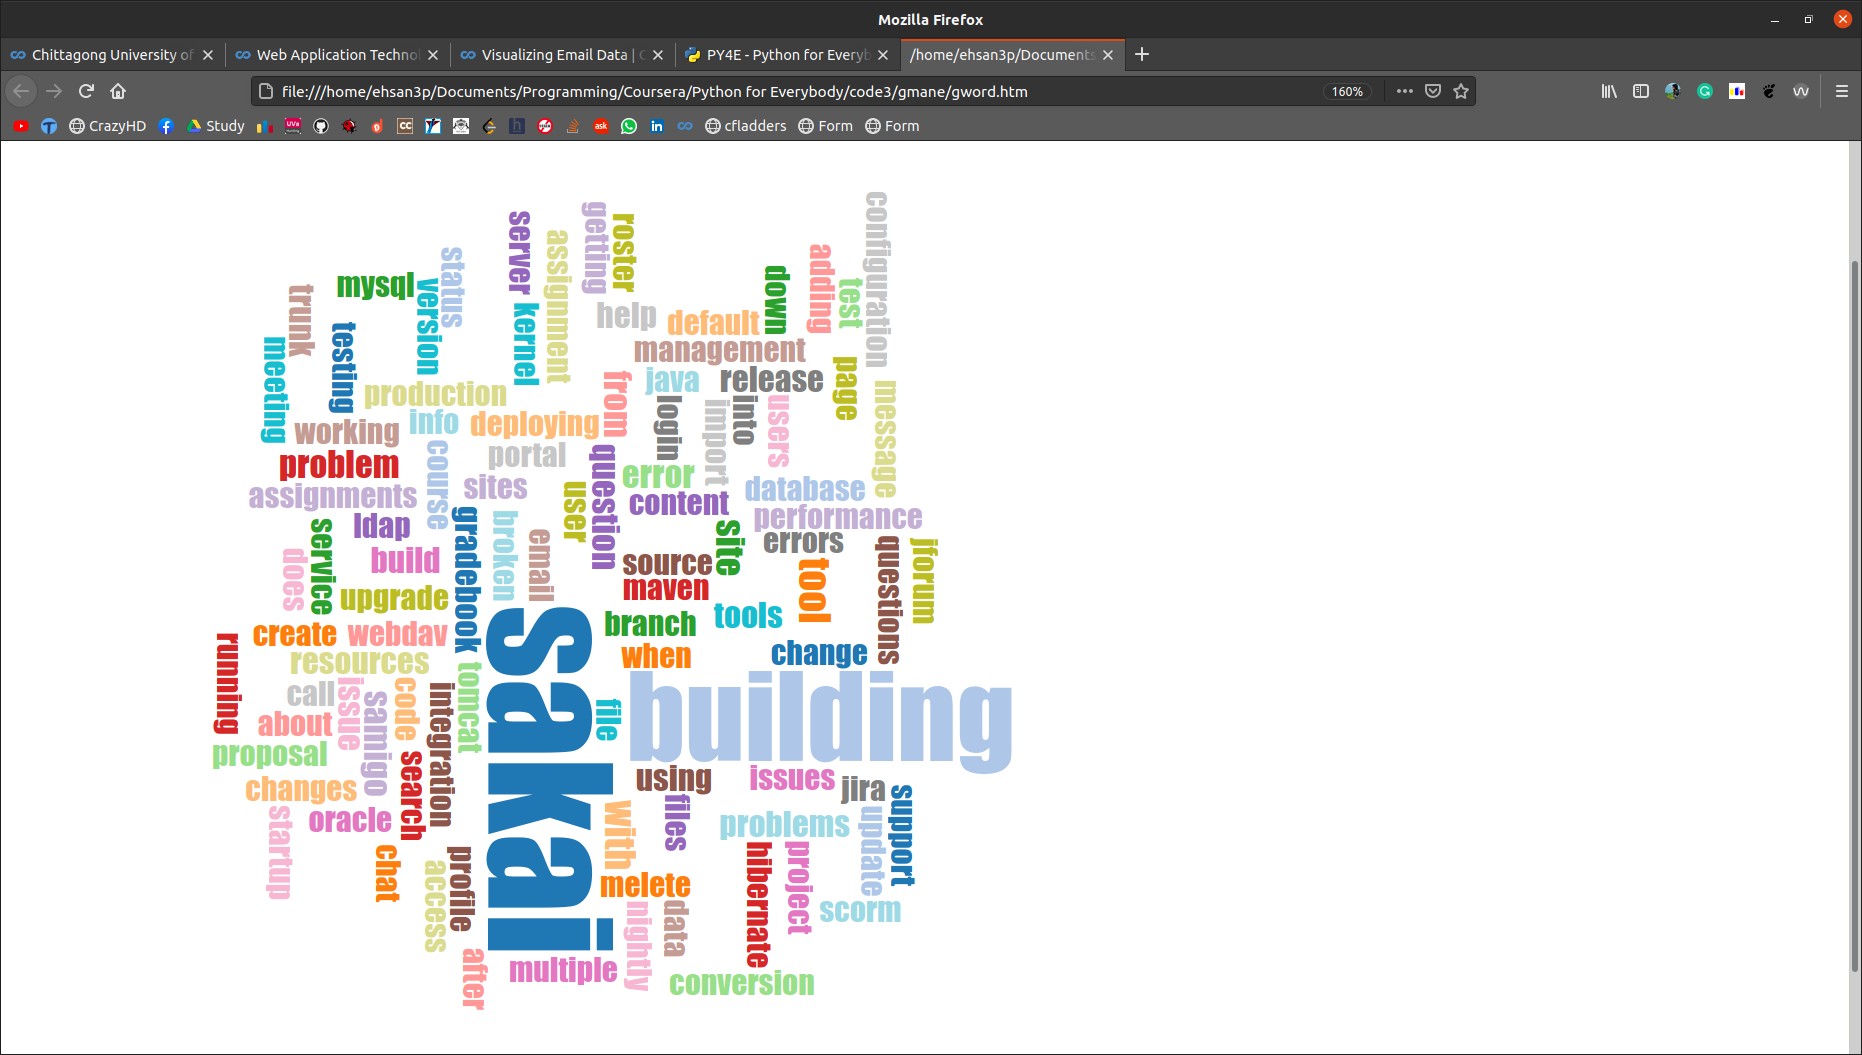 Mozilla Firefox
Chittagong University of
Web Application Technol
Visualizing Email Data | C
PY4E - Python for Everyb
/home/ehsan3p/Documents
file:///home/ehsan3p/Documents/Programming/Coursera/Python for Everybody/code3/gmane/gword.htm
160%
CrazyHD
Study
cfladders
Form
Form
configuration
getting
server
roster
assignment
status
adding
down
test
mysql
version
trunk
kernel
help
default
testing
meeting
management
page
java
release
message
production
from
login
import
into
users
info
deploying
working
course
portal
question
problem
error
sites
database
user
assignments
content
gradebook
performance
broken
ldap
service
site
email
errors
questions
jforum
does
build
source
tool
maven
upgrade
tools
sakai
branch
create
webdav
running
when
change
resources
tomcat
building
issue
code
integration
call
samigo
file
about
proposal
search
using
issues
changes
jira
support
files
with
startup
oracle
problems
update
hibernate
project
chat
profile
access
melete
nightly
data
scorm
after
multiple
conversion